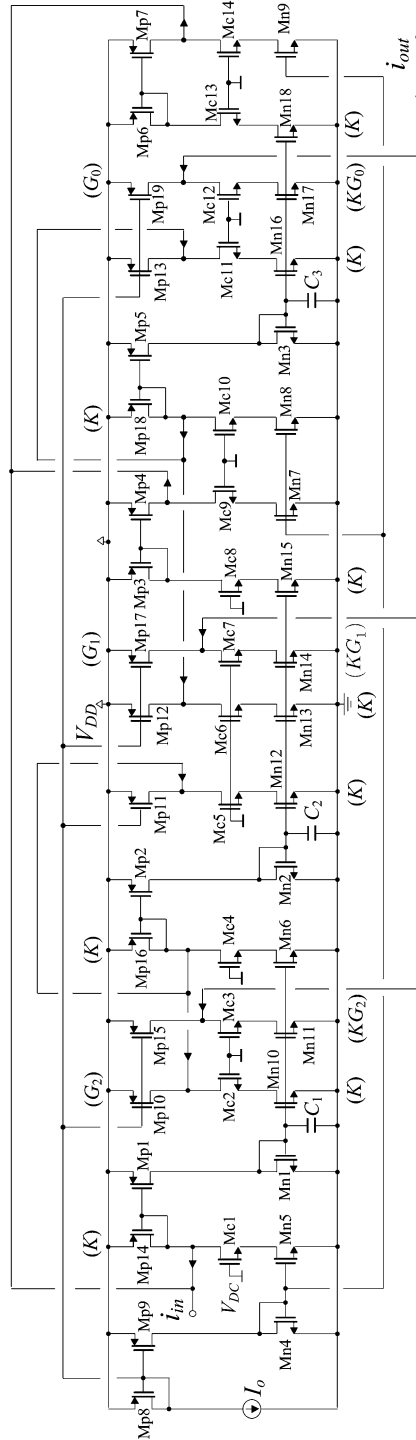 Mp8
Mp9
Mp14
Mp1
Mp10
Mp15
Mp16
Mp2
Mp11
Mp12
Mp17
Mp3
Mp4
Mp18
Mp5
Mp13
Mp19
Mp6
Mp7
(K)
(G₂)
(K)
V_DD
(G₁)
(K)
(G₀)
i_in
V_DC
Mc1
Mc2
Mc3
Mc4
Mc5
Mc6
Mc7
Mc8
Mc9
Mc10
Mc11
Mc12
Mc13
Mc14
I_o
Mn4
Mn5
Mn1
C₁
Mn10
Mn11
Mn6
Mn2
C₂
Mn12
Mn13
Mn14
Mn15
Mn7
Mn8
Mn3
C₃
Mn16
Mn17
Mn18
Mn9
(K)
(KG₂)
(K)
(K)
(KG₁)
(K)
(K)
(KG₀)
(K)
i_out